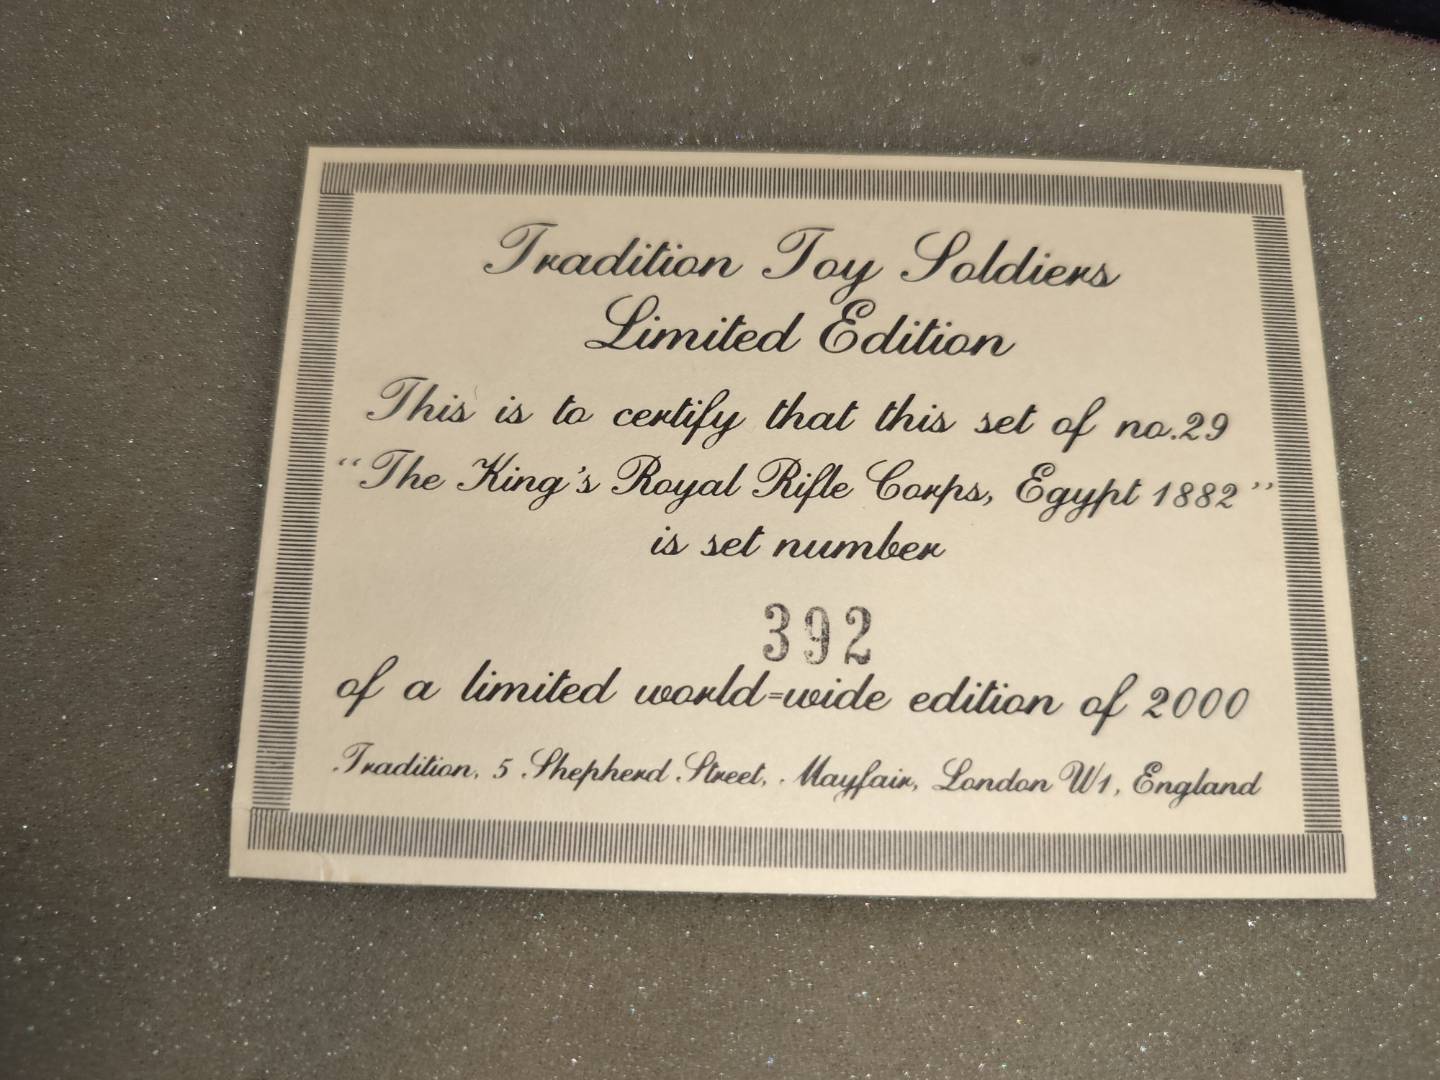 Tradition Toy Soldiers
Limited Edition
This is to certify that this set of no.29
“The King’s Royal Rifle Corps, Egypt 1882”
is set number
392
of a limited world=wide edition of 2000
Tradition, 5 Shepherd Street, Mayfair, London W1, England